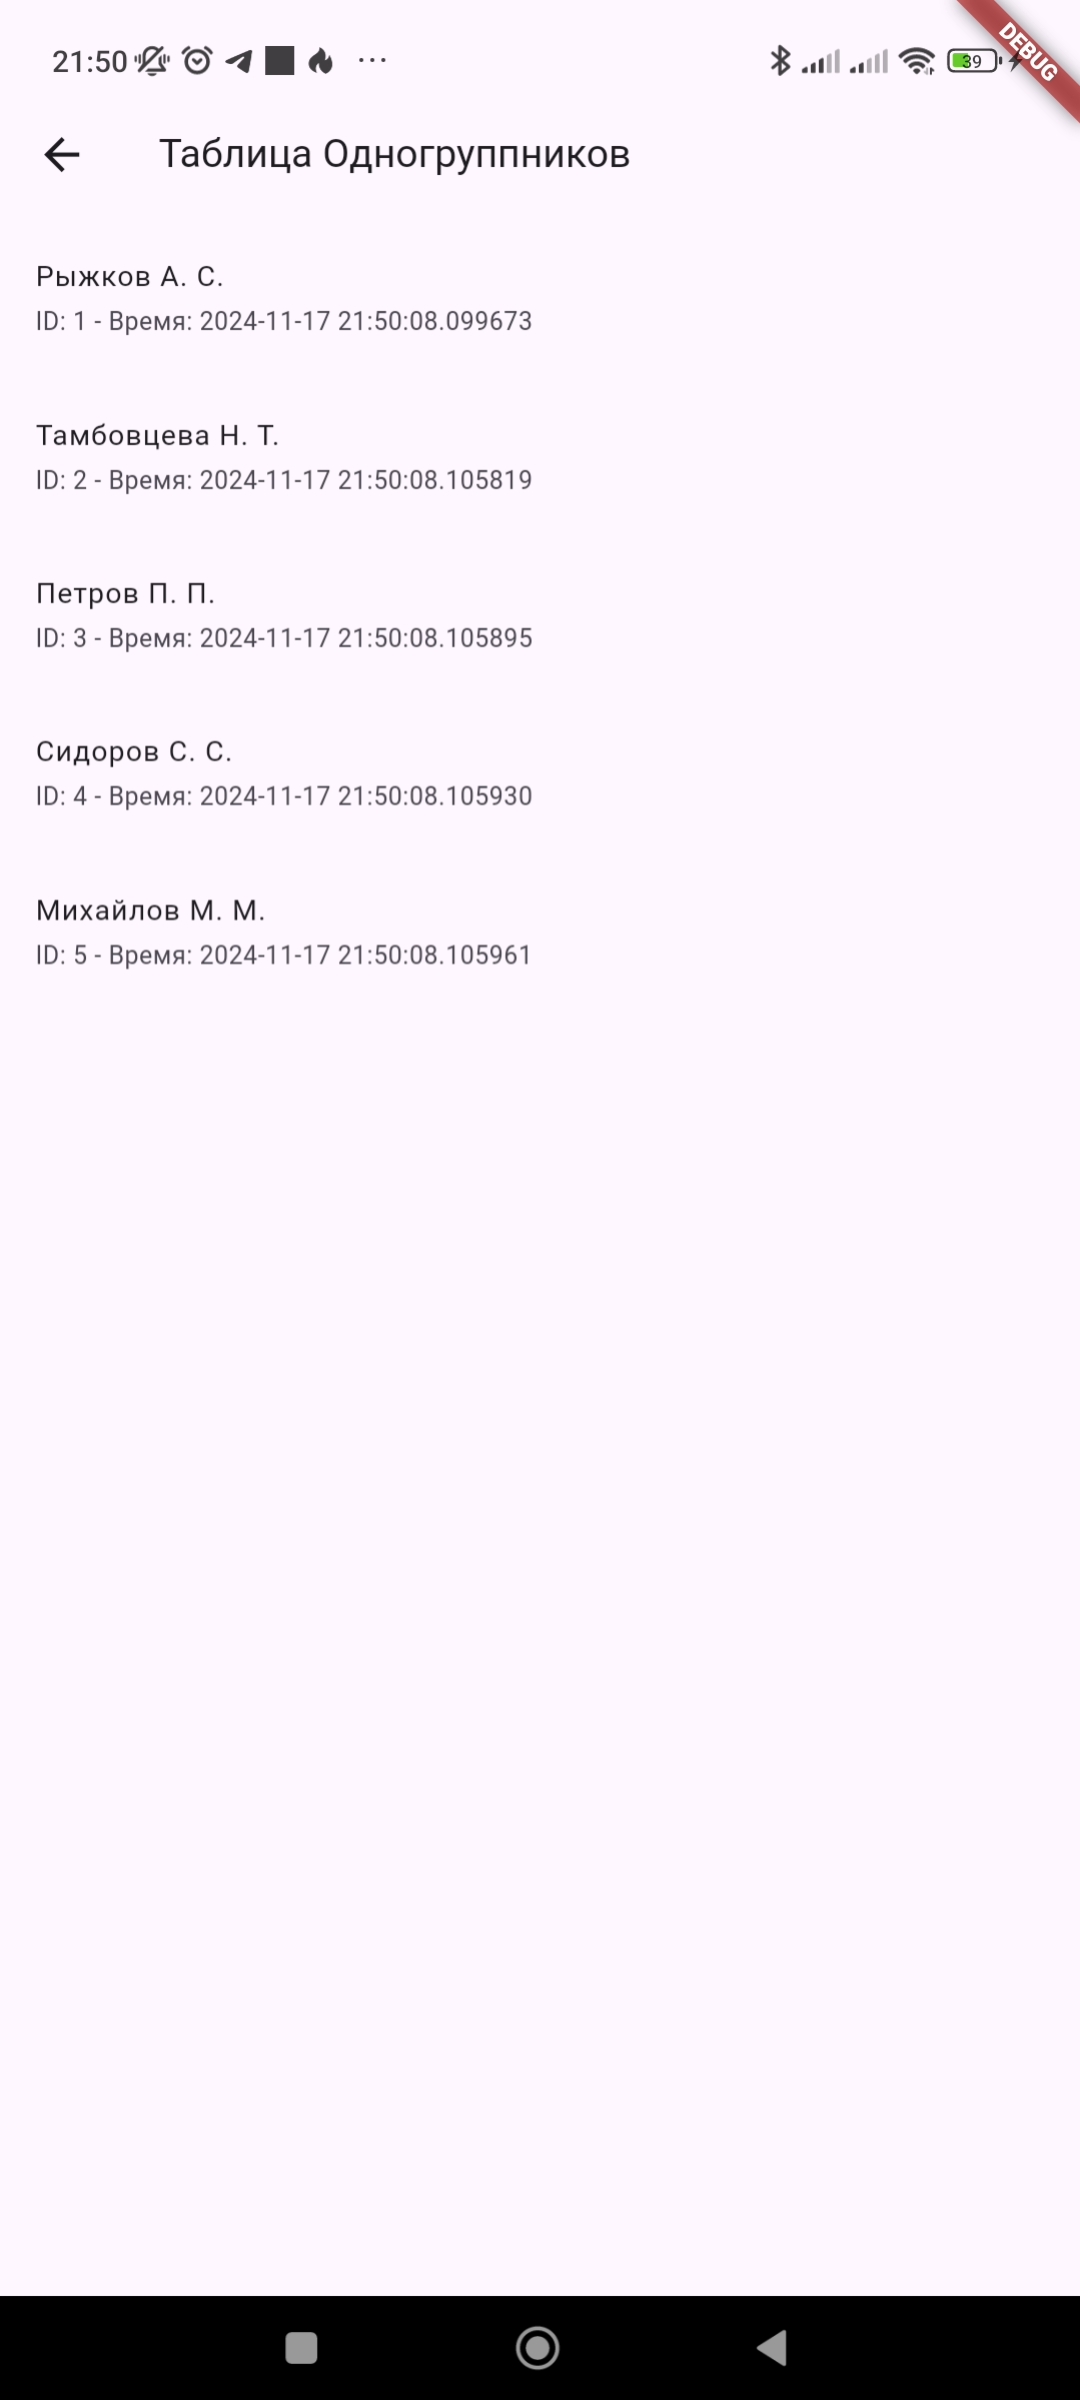 21:50
39
DEBUG
Таблица Одногруппников
Рыжков А. С.
ID: 1 - Время: 2024-11-17 21:50:08.099673
Тамбовцева Н. Т.
ID: 2 - Время: 2024-11-17 21:50:08.105819
Петров П. П.
ID: 3 - Время: 2024-11-17 21:50:08.105895
Сидоров С. С.
ID: 4 - Время: 2024-11-17 21:50:08.105930
Михайлов М. М.
ID: 5 - Время: 2024-11-17 21:50:08.105961